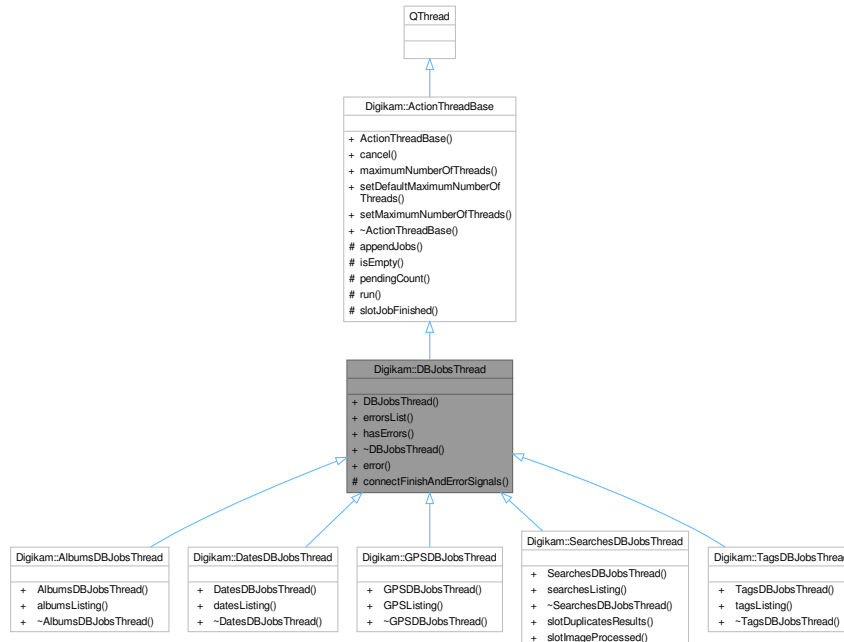 QThread
Digikam::ActionThreadBase
+ ActionThreadBase()
+ cancel()
+ maximumNumberOfThreads()
+ setDefaultMaximumNumberOf
Threads()
+ setMaximumNumberOfThreads()
+ ~ActionThreadBase()
# appendJobs()
# isEmpty()
# pendingCount()
# run()
# slotJobFinished()
Digikam::DBJobsThread
+ DBJobsThread()
+ errorsList()
+ hasErrors()
+ ~DBJobsThread()
+ error()
# connectFinishAndErrorSignals()
Digikam::AlbumsDBJobsThread
+ AlbumsDBJobsThread()
+ albumsListing()
+ ~AlbumsDBJobsThread()
Digikam::DatesDBJobsThread
+ DatesDBJobsThread()
+ datesListing()
+ ~DatesDBJobsThread()
Digikam::GPSDBJobsThread
+ GPSDBJobsThread()
+ GPSListing()
+ ~GPSDBJobsThread()
Digikam::SearchesDBJobsThread
+ SearchesDBJobsThread()
+ searchesListing()
+ ~SearchesDBJobsThread()
+ slotDuplicatesResults()
+ slotImageProcessed()
Digikam::TagsDBJobsThread
+ TagsDBJobsThread()
+ tagsListing()
+ ~TagsDBJobsThread()